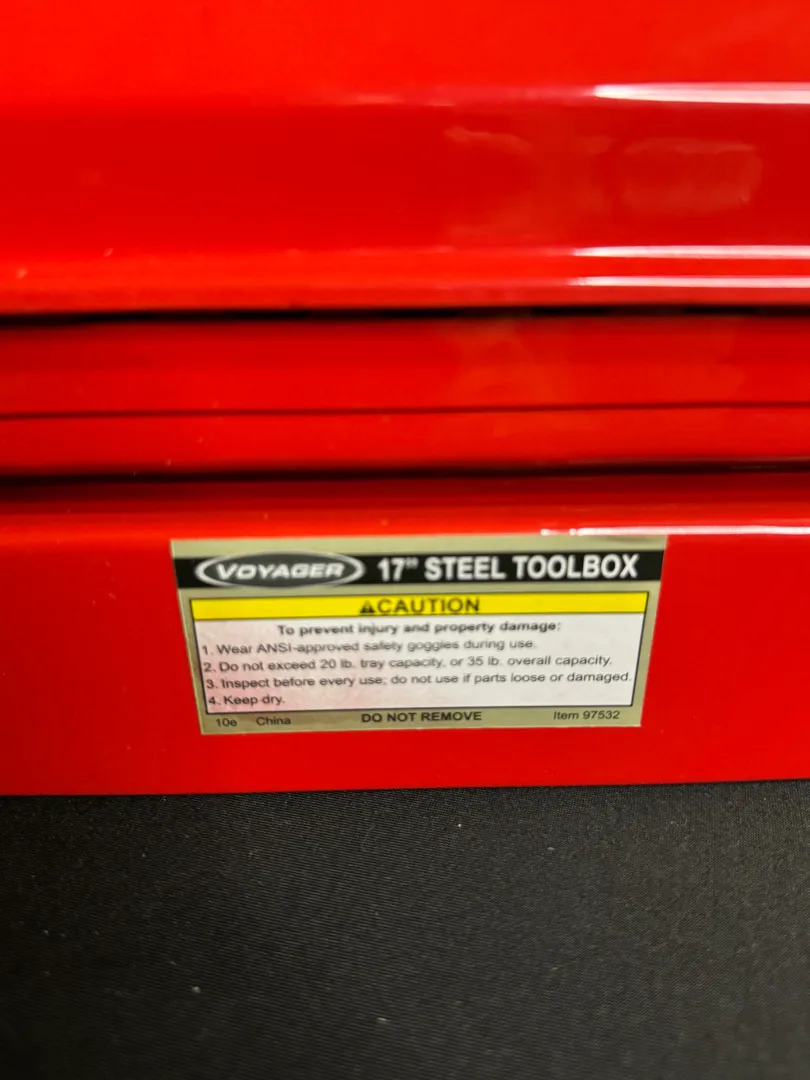 VOYAGER 17" STEEL TOOLBOX
⚠CAUTION
To prevent injury and property damage:
1. Wear ANSI-approved safety goggles during use.
2. Do not exceed 20 lb. tray capacity, or 35 lb. overall capacity.
3. Inspect before every use; do not use if parts loose or damaged.
4. Keep dry.
10e China DO NOT REMOVE Item 97532